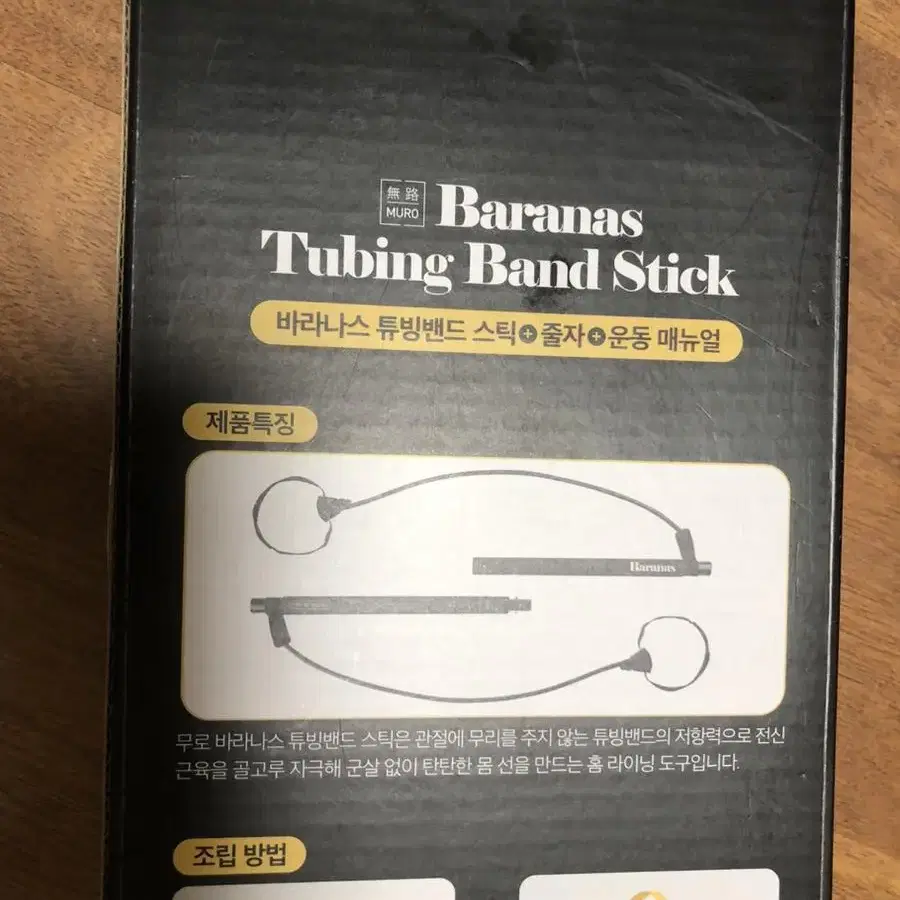 無路
MURO
Baranas
Tubing Band Stick
바라나스 튜빙밴드 스틱+줄자+운동 매뉴얼
제품특징
Baranas
무로 바라나스 튜빙밴드 스틱은 관절에 무리를 주지 않는 튜빙밴드의 저항력으로 전신
근육을 골고루 자극해 군살 없이 탄탄한 몸 선을 만드는 홈 라이닝 도구입니다.
조립 방법